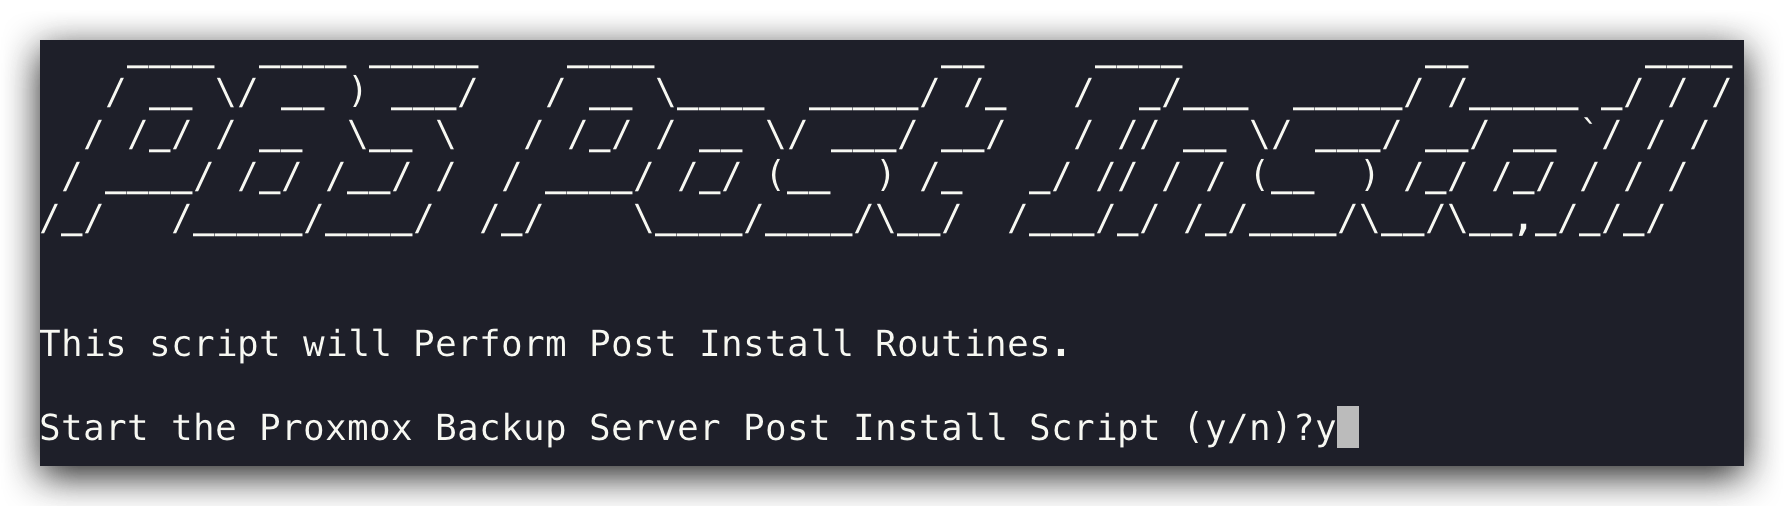 PBS Post Install
This script will Perform Post Install Routines.
Start the Proxmox Backup Server Post Install Script (y/n)?y